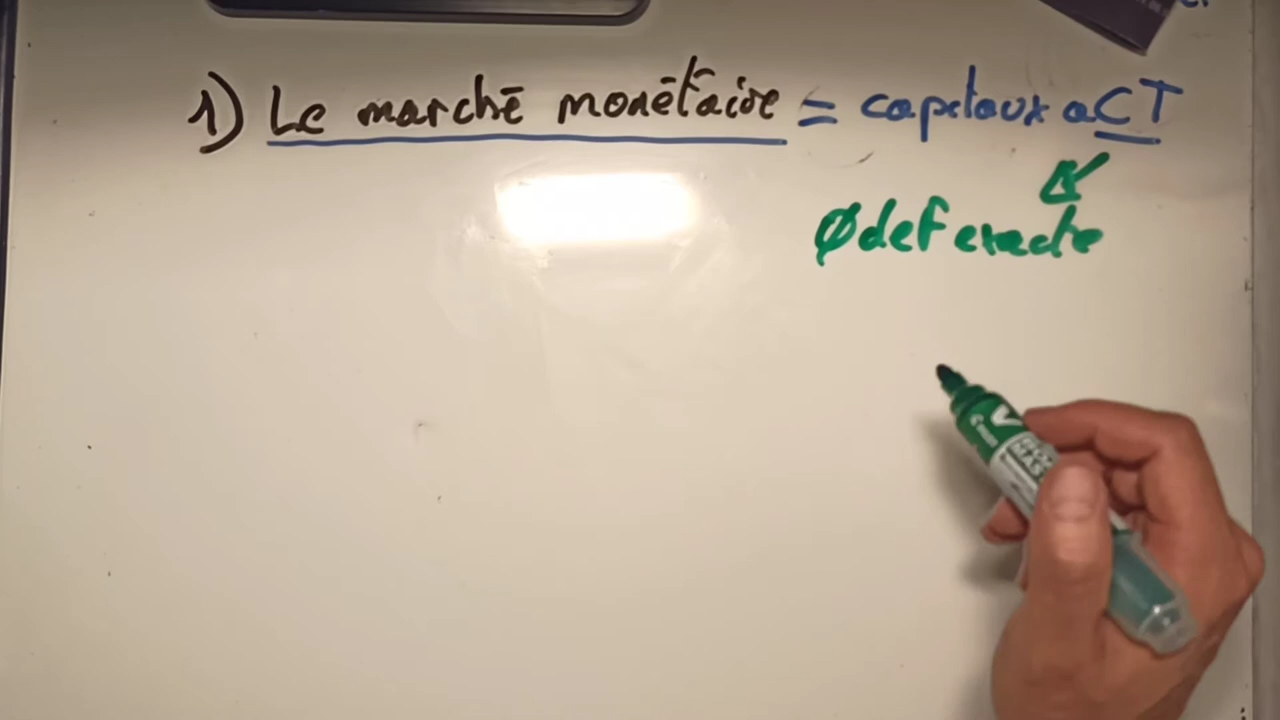 1) Le marché monétaire = capitaux a CT
Ø def exacte